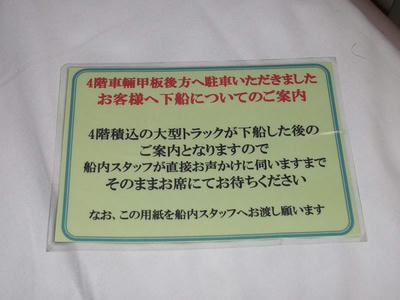 4階車輛甲板後方へ駐車いただきました
お客様へ下船についてのご案内
4階積込の大型トラックが下船した後の
ご案内となりますので
船内スタッフが直接お声かけに伺いますまで
そのままお席にてお待ちください
なお、この用紙を船内スタッフへお渡し願います